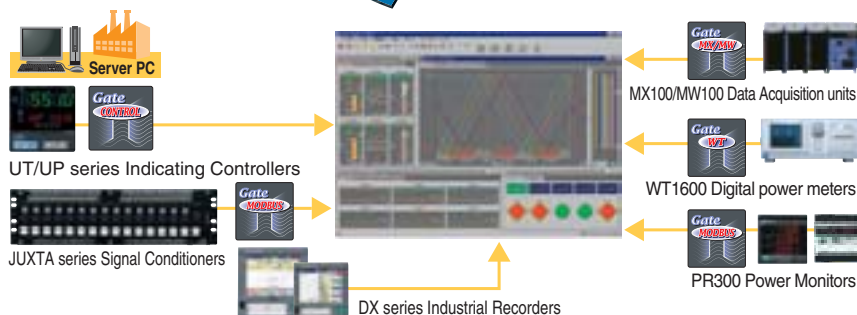 Server PC
Gate
CONTROL
UT/UP series Indicating Controllers
Gate
MODBUS
JUXTA series Signal Conditioners
DX series Industrial Recorders
Gate
MX/MW
MX100/MW100 Data Acquisition units
Gate
WT
WT1600 Digital power meters
Gate
MODBUS
PR300 Power Monitors